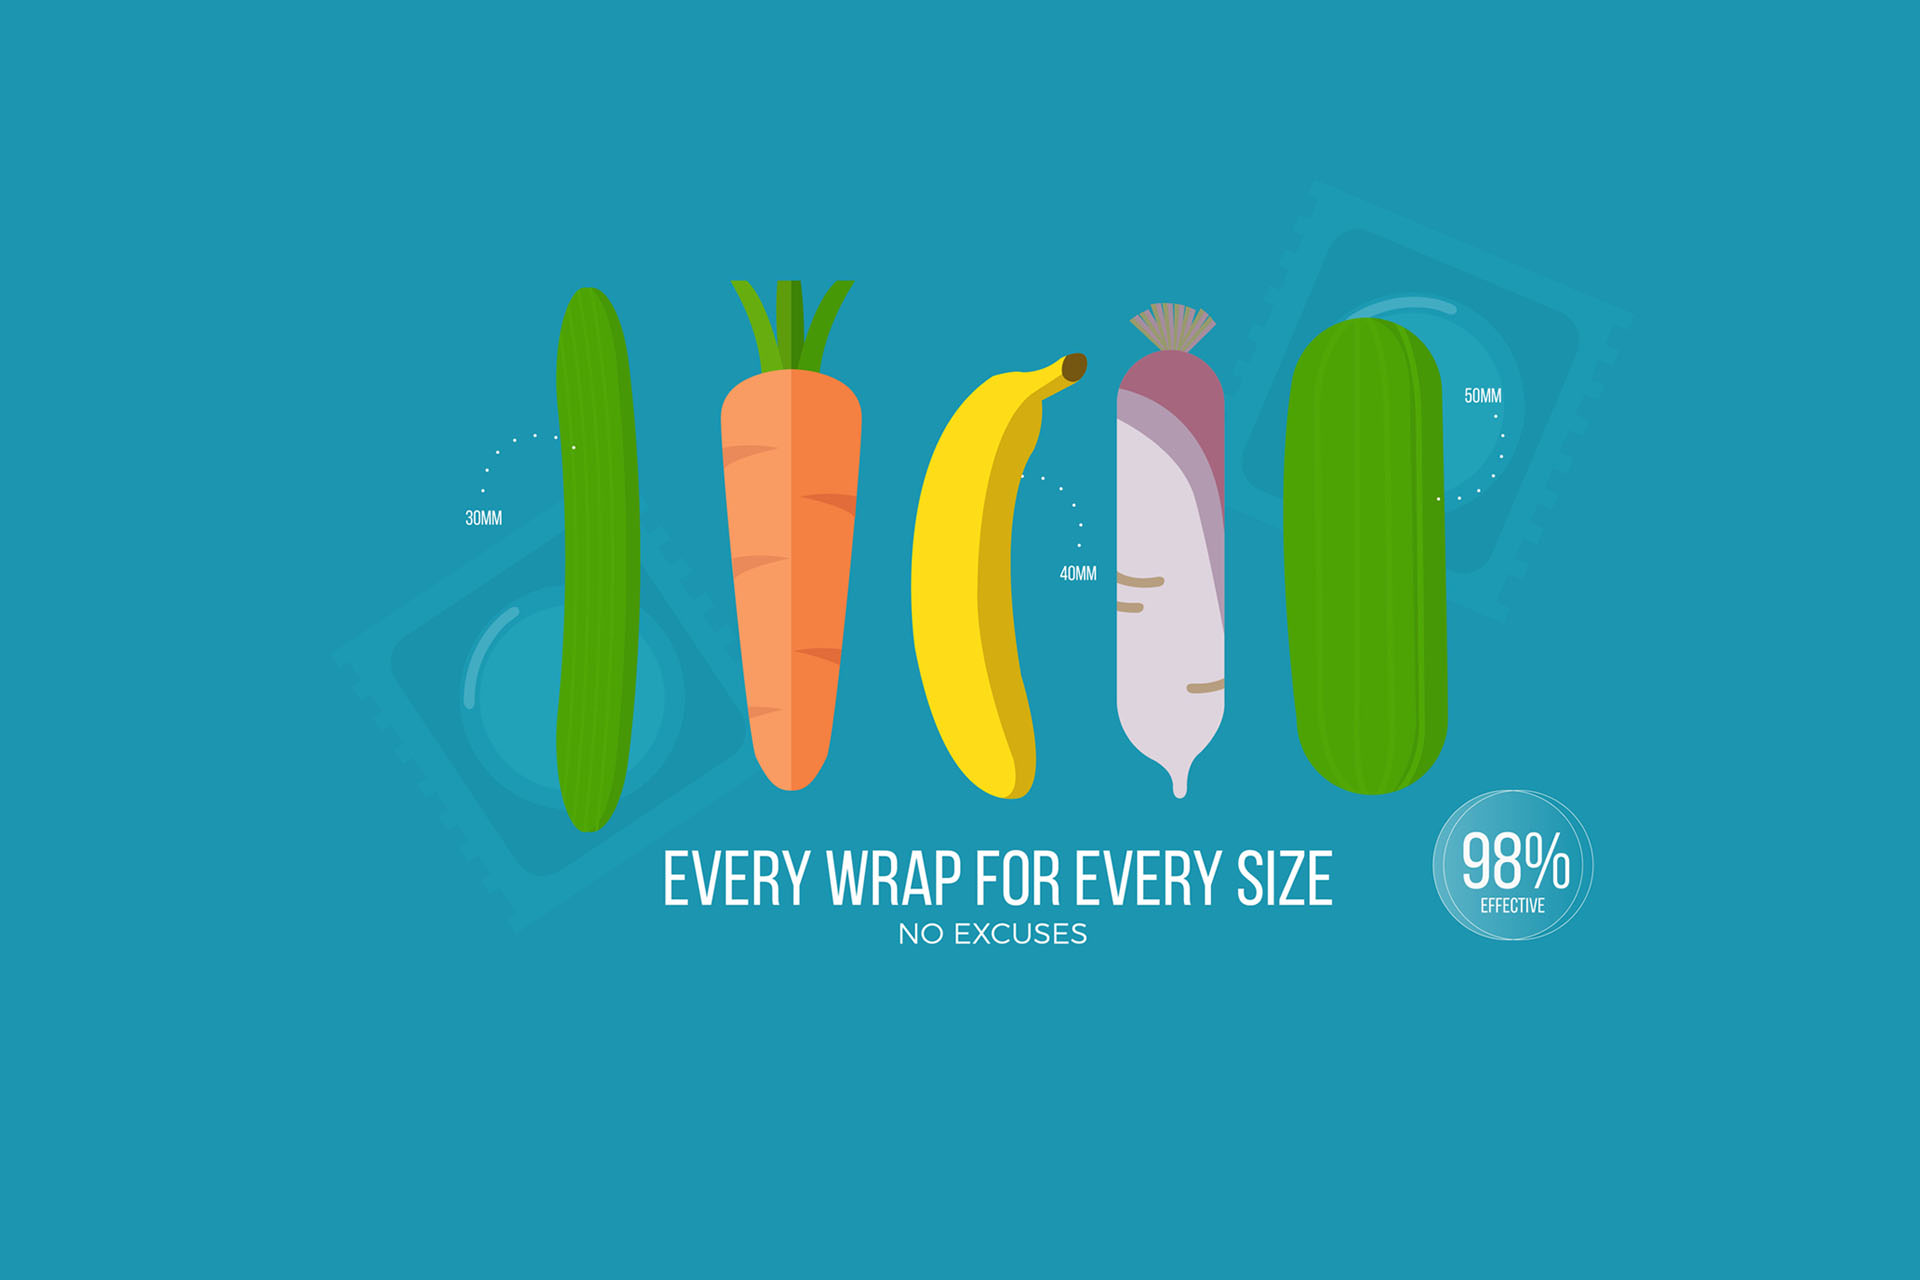 30MM
40MM
50MM
EVERY WRAP FOR EVERY SIZE
NO EXCUSES
98%
EFFECTIVE